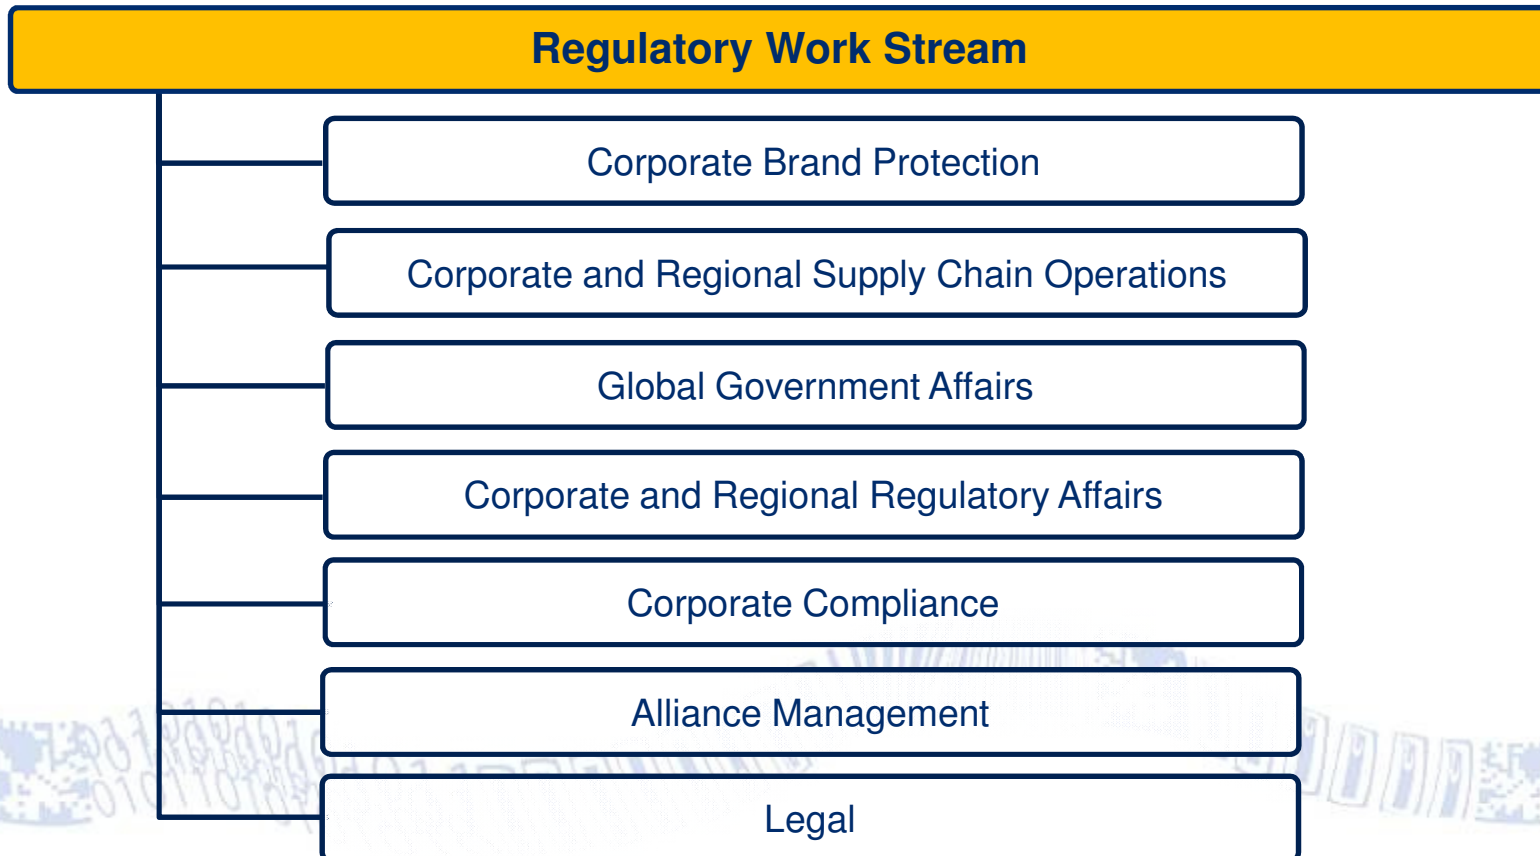 Regulatory Work Stream
Corporate Brand Protection
Corporate and Regional Supply Chain Operations
Global Government Affairs
Corporate and Regional Regulatory Affairs
Corporate Compliance
Alliance Management
Legal